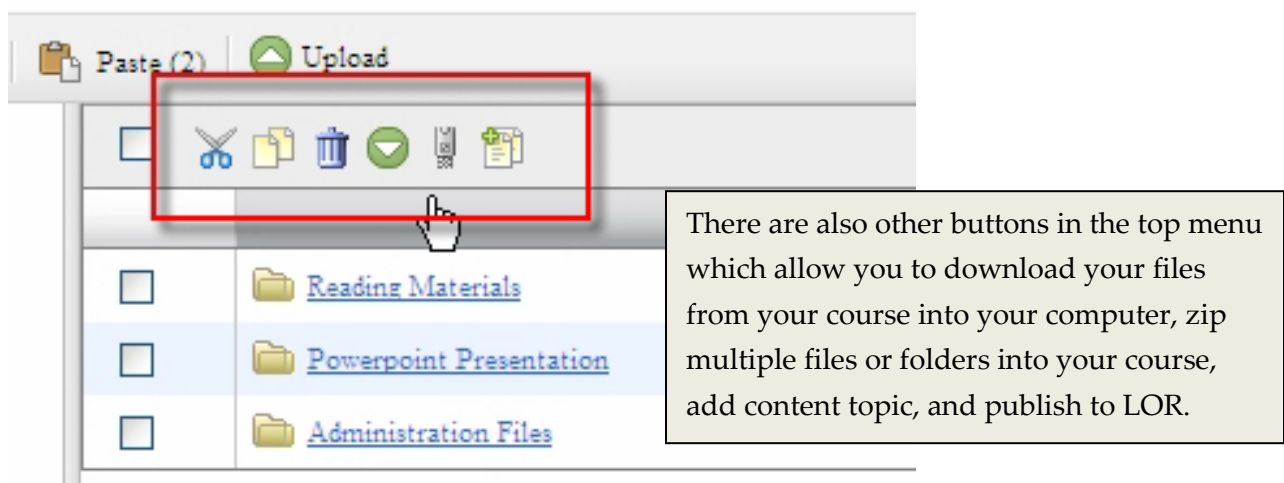 Paste (2) Upload
Reading Materials
Powerpoint Presentation
Administration Files
There are also other buttons in the top menu
which allow you to download your files
from your course into your computer, zip
multiple files or folders into your course,
add content topic, and publish to LOR.